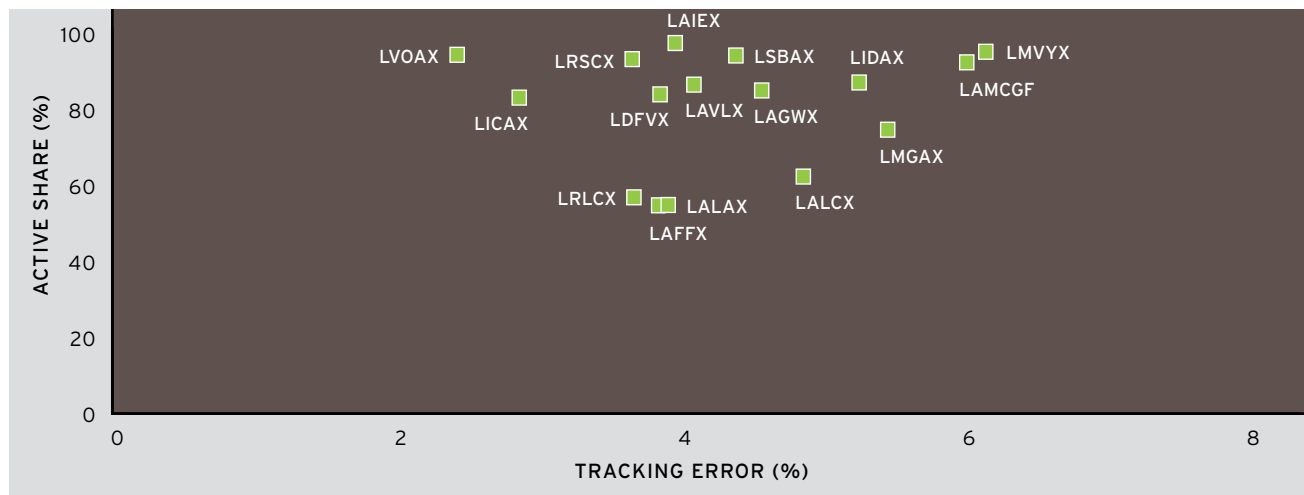 LAIEX
100
LVOAX
LRSCX
LSBAX
LIDAX
LMVYX
LAMCGF
80
LDFVX
LAVLX
LAGWX
LICAX
LMGAX
60
LRLCX
LALAX
LALCX
LAFFX
40
20
0
ACTIVE SHARE (%)
0 2 4 6 8
TRACKING ERROR (%)